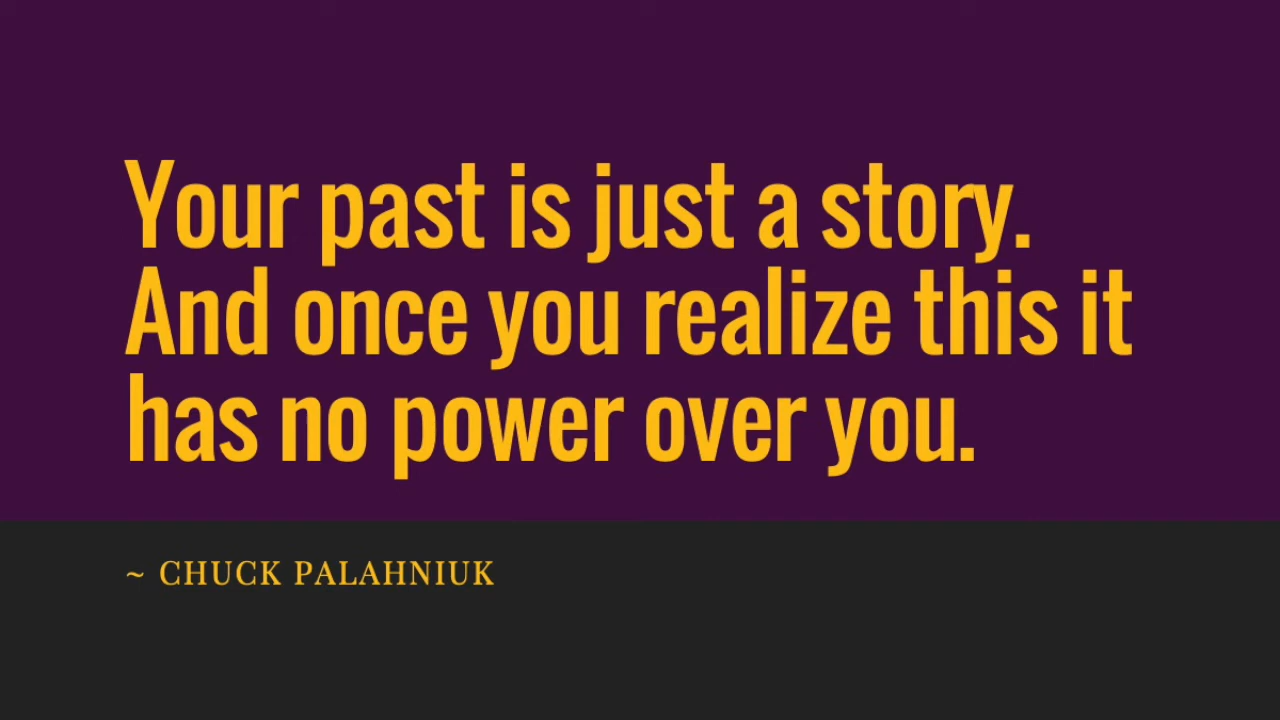 Your past is just a story.
And once you realize this it
has no power over you.
~ CHUCK PALAHNIUK